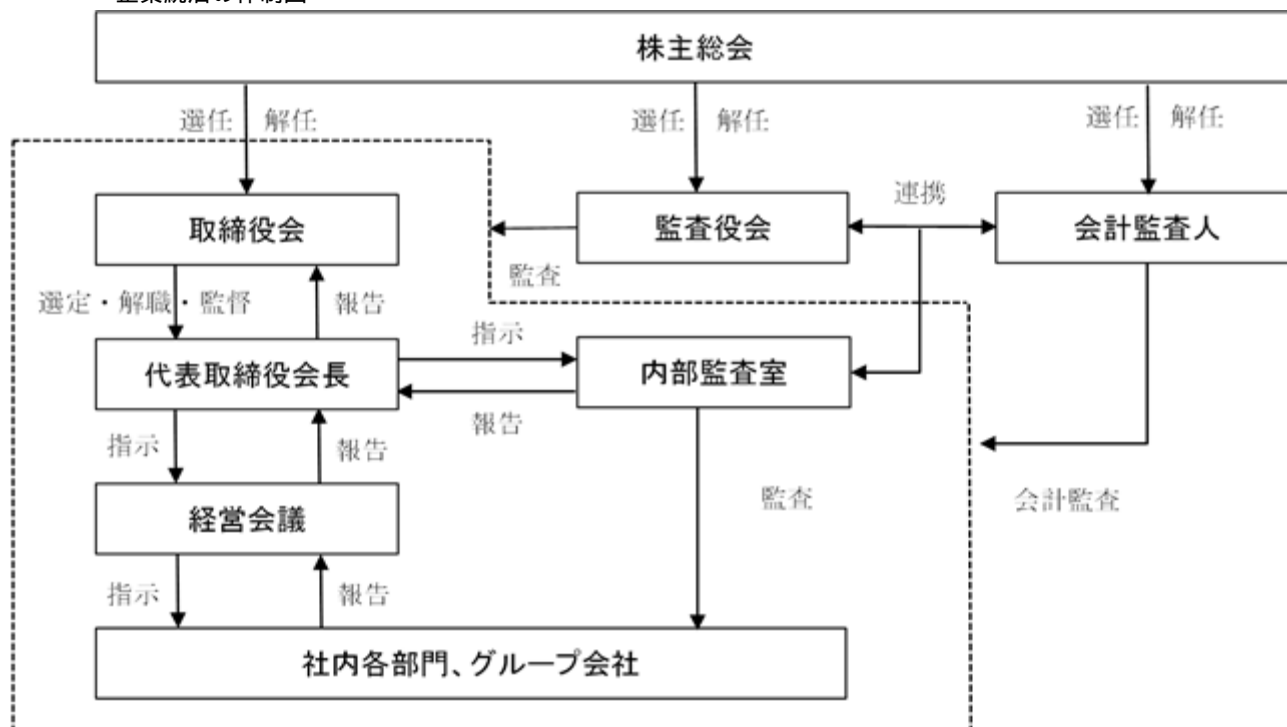 株主総会
選任 解任
選任 解任
選任 解任
取締役会
監査役会
連携
会計監査人
監査
選定・解職・監督
報告
指示
代表取締役会長
内部監査室
報告
指示
報告
経営会議
監査
会計監査
指示
報告
社内各部門、グループ会社